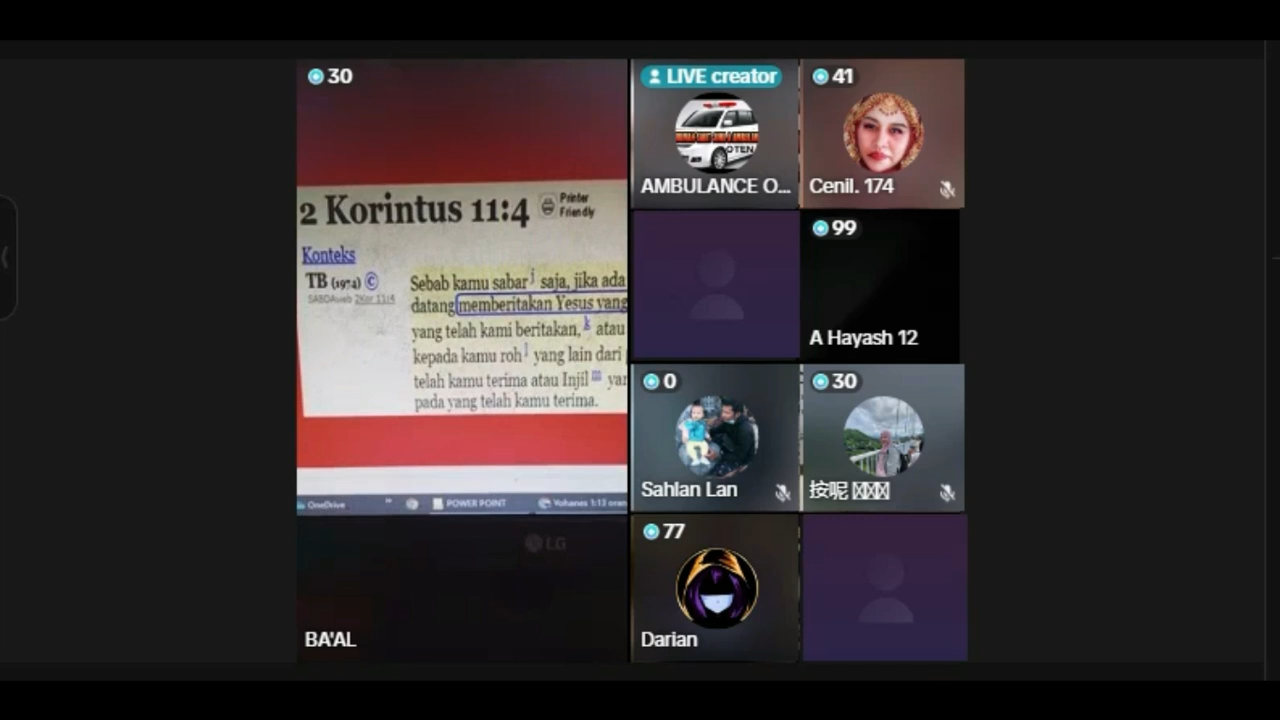 30
2 Korintus 11:4
Printer
Friendly
Konteks
TB (1974) ©
SABDAweb 2Kor 11:4
Sebab kamu sabar j saja, jika ada
datang memberitakan Yesus yang
yang telah kami beritakan, k atau
kepada kamu roh l yang lain dari
telah kamu terima atau Injil m
pada yang telah kamu terima.
OneDrive
POWER POINT
Yohanes 1:13
LG
BA'AL
LIVE creator
OTEN
AMBULANCE O...
41
Cenil. 174
99
A Hayash 12
0
Sahlan Lan
30
按呢
77
Darian